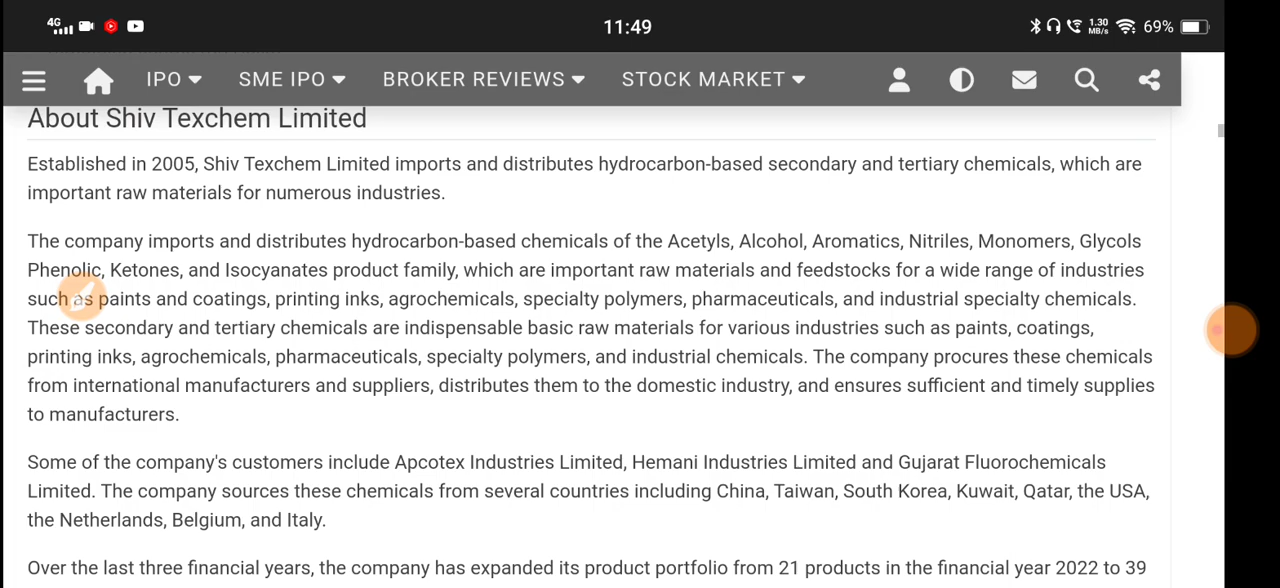 4G 11:49 1.30 MB/s 69%
IPO SME IPO BROKER REVIEWS STOCK MARKET
About Shiv Texchem Limited
Established in 2005, Shiv Texchem Limited imports and distributes hydrocarbon-based secondary and tertiary chemicals, which are
important raw materials for numerous industries.
The company imports and distributes hydrocarbon-based chemicals of the Acetyls, Alcohol, Aromatics, Nitriles, Monomers, Glycols
Phenolic, Ketones, and Isocyanates product family, which are important raw materials and feedstocks for a wide range of industries
such as paints and coatings, printing inks, agrochemicals, specialty polymers, pharmaceuticals, and industrial specialty chemicals.
These secondary and tertiary chemicals are indispensable basic raw materials for various industries such as paints, coatings,
printing inks, agrochemicals, pharmaceuticals, specialty polymers, and industrial chemicals. The company procures these chemicals
from international manufacturers and suppliers, distributes them to the domestic industry, and ensures sufficient and timely supplies
to manufacturers.
Some of the company's customers include Apcotex Industries Limited, Hemani Industries Limited and Gujarat Fluorochemicals
Limited. The company sources these chemicals from several countries including China, Taiwan, South Korea, Kuwait, Qatar, the USA,
the Netherlands, Belgium, and Italy.
Over the last three financial years, the company has expanded its product portfolio from 21 products in the financial year 2022 to 39